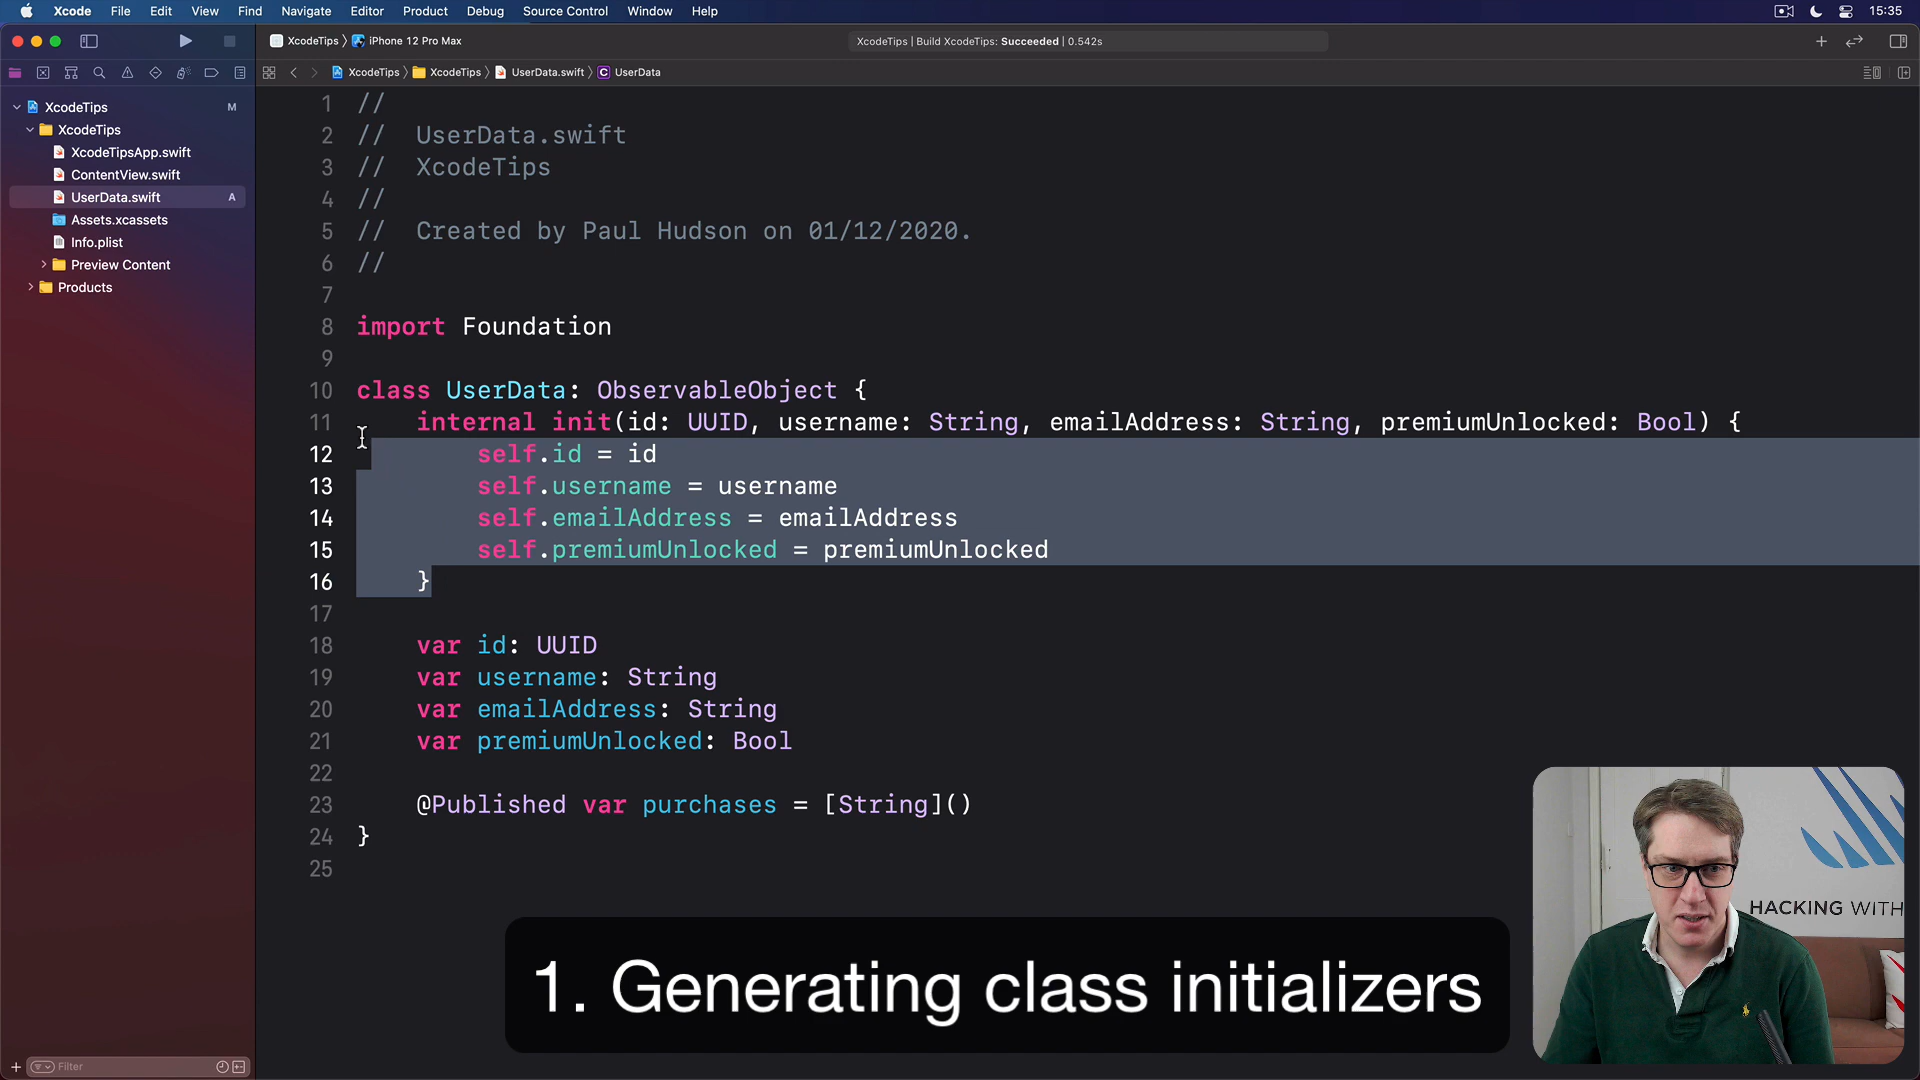 Xcode File Edit View Find Navigate Editor Product Debug Source Control Window Help 15:35
XcodeTips iPhone 12 Pro Max XcodeTips | Build XcodeTips: Succeeded | 0.542s
XcodeTips XcodeTips UserData.swift C UserData
XcodeTips M
XcodeTips
XcodeTipsApp.swift
ContentView.swift
UserData.swift A
Assets.xcassets
Info.plist
Preview Content
Products
Filter
1 //
2 //  UserData.swift
3 //  XcodeTips
4 //
5 //  Created by Paul Hudson on 01/12/2020.
6 //
7
8 import Foundation
9
10 class UserData: ObservableObject {
11     internal init(id: UUID, username: String, emailAddress: String, premiumUnlocked: Bool) {
12         self.id = id
13         self.username = username
14         self.emailAddress = emailAddress
15         self.premiumUnlocked = premiumUnlocked
16     }
17
18     var id: UUID
19     var username: String
20     var emailAddress: String
21     var premiumUnlocked: Bool
22
23     @Published var purchases = [String]()
24 }
25
HACKING WITH
1. Generating class initializers